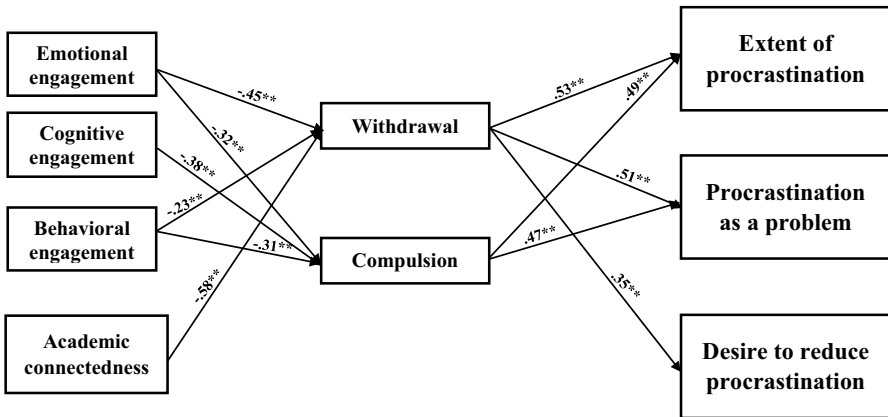 Emotional
engagement
Cognitive
engagement
Behavioral
engagement
Academic
connectedness
-.45**
-.32**
-.38**
-.23**
-.31**
-.58**
Withdrawal
Compulsion
.53**
.49**
.51**
.47**
.35**
Extent of
procrastination
Procrastination
as a problem
Desire to reduce
procrastination